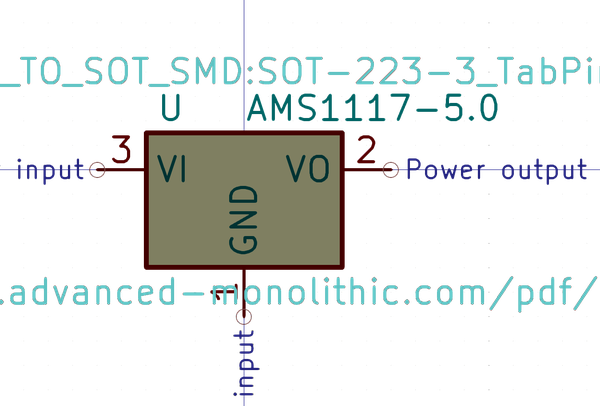 _TO_SOT_SMD:SOT-223-3_TabPin
U AMS1117-5.0
input 3 VI VO 2 Power output
GND
.advanced-monolithic.com/pdf/
1
input